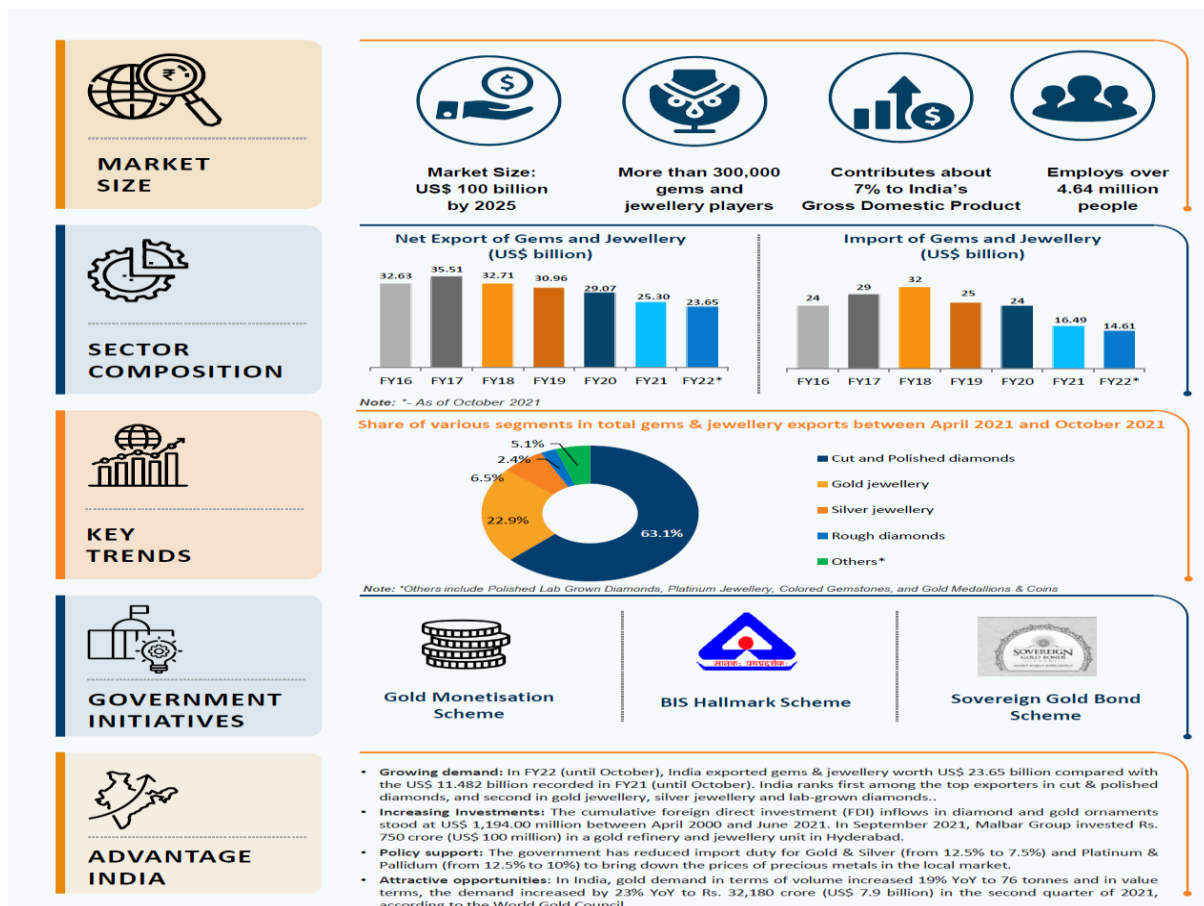 ₹
MARKET
SIZE
$
$
Market Size:
US$ 100 billion
by 2025
More than 300,000
gems and
jewellery players
Contributes about
7% to India's
Gross Domestic Product
Employs over
4.64 million
people
SECTOR
COMPOSITION
Net Export of Gems and Jewellery
(US$ billion)
32.63
35.51
32.71
30.96
29.07
25.30
23.65
FY16
FY17
FY18
FY19
FY20
FY21
FY22*
Note: *- As of October 2021
Import of Gems and Jewellery
(US$ billion)
24
29
32
25
24
16.49
14.61
FY16
FY17
FY18
FY19
FY20
FY21
FY22*
KEY
TRENDS
Share of various segments in total gems & jewellery exports between April 2021 and October 2021
5.1%
2.4%
6.5%
22.9%
63.1%
Cut and Polished diamonds
Gold jewellery
Silver jewellery
Rough diamonds
Others*
Note: *Others include Polished Lab Grown Diamonds, Platinum Jewellery, Colored Gemstones, and Gold Medallions & Coins
GOVERNMENT
INITIATIVES
Gold Monetisation
Scheme
मानकः पथप्रदर्शकः
BIS Hallmark Scheme
SOVEREIGN
GOLD BONDS
Sovereign Gold Bond
Scheme
ADVANTAGE
INDIA
• Growing demand: In FY22 (until October), India exported gems & jewellery worth US$ 23.65 billion compared with
the US$ 11.482 billion recorded in FY21 (until October). India ranks first among the top exporters in cut & polished
diamonds, and second in gold jewellery, silver jewellery and lab-grown diamonds..
• Increasing Investments: The cumulative foreign direct investment (FDI) inflows in diamond and gold ornaments
stood at US$ 1,194.00 million between April 2000 and June 2021. In September 2021, Malbar Group invested Rs.
750 crore (US$ 100 million) in a gold refinery and jewellery unit in Hyderabad.
• Policy support: The government has reduced import duty for Gold & Silver (from 12.5% to 7.5%) and Platinum &
Pallidum (from 12.5% to 10%) to bring down the prices of precious metals in the local market.
• Attractive opportunities: In India, gold demand in terms of volume increased 19% YoY to 76 tonnes and in value
terms, the demand increased by 23% YoY to Rs. 32,180 crore (US$ 7.9 billion) in the second quarter of 2021,
according to the World Gold Council